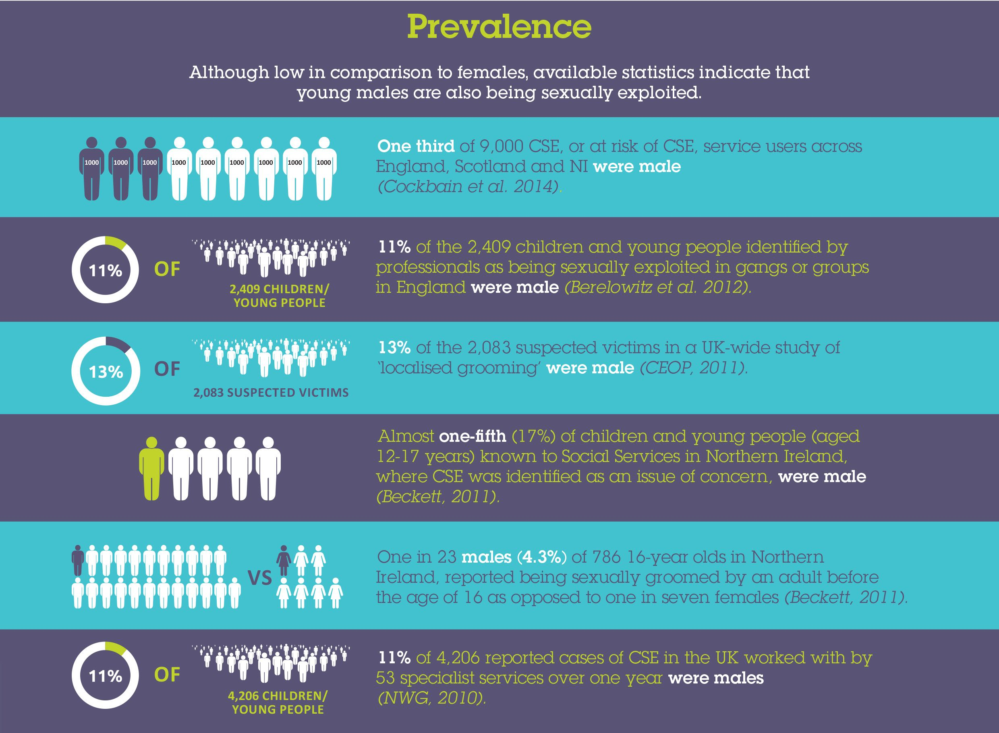 Prevalence
Although low in comparison to females, available statistics indicate that
young males are also being sexually exploited.
1000 1000 1000 1000 1000 1000 1000 1000 1000
One third of 9,000 CSE, or at risk of CSE, service users across
England, Scotland and NI were male
(Cockbain et al. 2014).
11%
OF
2,409 CHILDREN/
YOUNG PEOPLE
11% of the 2,409 children and young people identified by
professionals as being sexually exploited in gangs or groups
in England were male (Berelowitz et al. 2012).
13%
OF
2,083 SUSPECTED VICTIMS
13% of the 2,083 suspected victims in a UK-wide study of
‘localised grooming’ were male (CEOP, 2011).
Almost one-fifth (17%) of children and young people (aged
12-17 years) known to Social Services in Northern Ireland,
where CSE was identified as an issue of concern, were male
(Beckett, 2011).
VS
One in 23 males (4.3%) of 786 16-year olds in Northern
Ireland, reported being sexually groomed by an adult before
the age of 16 as opposed to one in seven females (Beckett, 2011).
11%
OF
4,206 CHILDREN/
YOUNG PEOPLE
11% of 4,206 reported cases of CSE in the UK worked with by
53 specialist services over one year were males
(NWG, 2010).